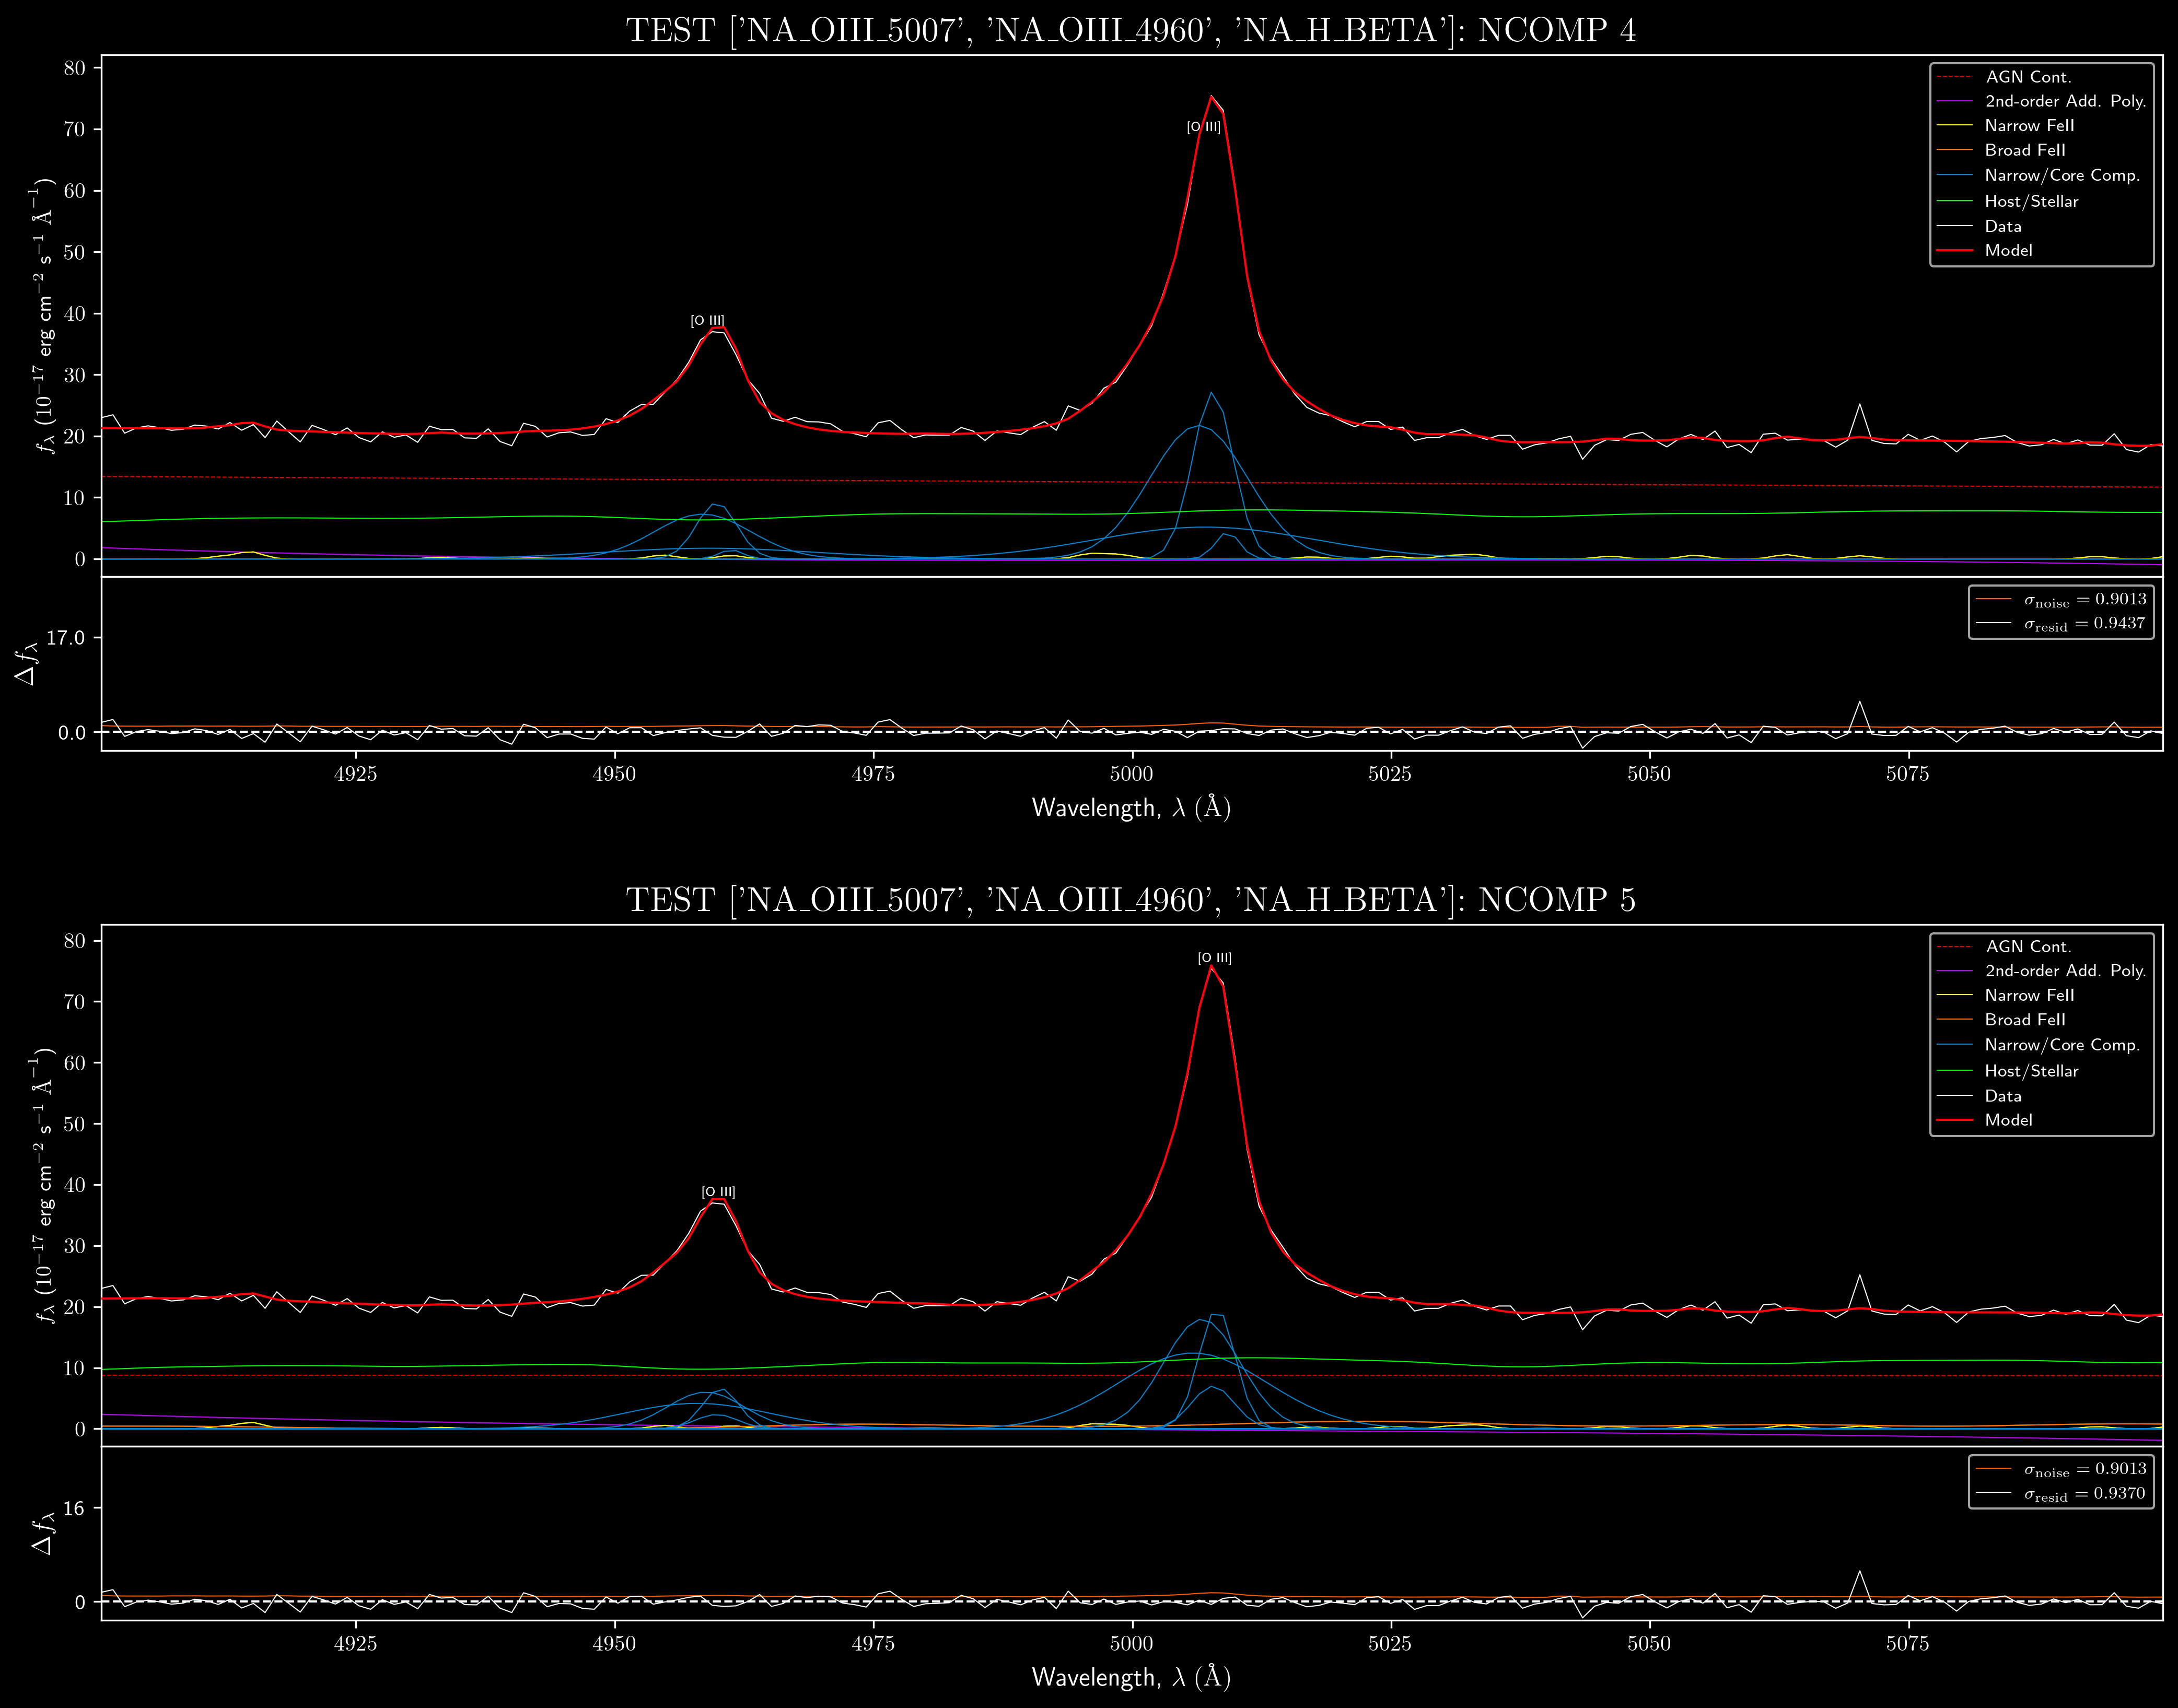 TEST ['NA_OIII_5007', 'NA_OIII_4960', 'NA_H_BETA']: NCOMP 4
80
70
60
50
40
30
20
10
0
fλ (10−17 erg cm−2 s−1 Å−1)
[O III]
[O III]
AGN Cont.
2nd-order Add. Poly.
Narrow FeII
Broad FeII
Narrow/Core Comp.
Host/Stellar
Data
Model
17.0
0.0
Δfλ
σnoise = 0.9013
σresid = 0.9437
4925 4950 4975 5000 5025 5050 5075
Wavelength, λ (Å)
TEST ['NA_OIII_5007', 'NA_OIII_4960', 'NA_H_BETA']: NCOMP 5
80
70
60
50
40
30
20
10
0
fλ (10−17 erg cm−2 s−1 Å−1)
[O III]
[O III]
AGN Cont.
2nd-order Add. Poly.
Narrow FeII
Broad FeII
Narrow/Core Comp.
Host/Stellar
Data
Model
16
0
Δfλ
σnoise = 0.9013
σresid = 0.9370
4925 4950 4975 5000 5025 5050 5075
Wavelength, λ (Å)